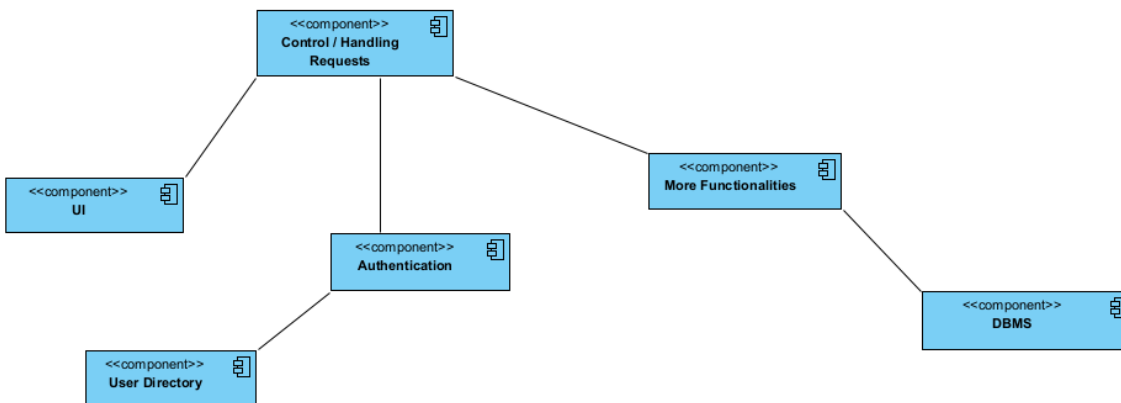 <<component>>
Control / Handling
Requests
<<component>>
More Functionalities
<<component>>
UI
<<component>>
Authentication
<<component>>
DBMS
<<component>>
User Directory